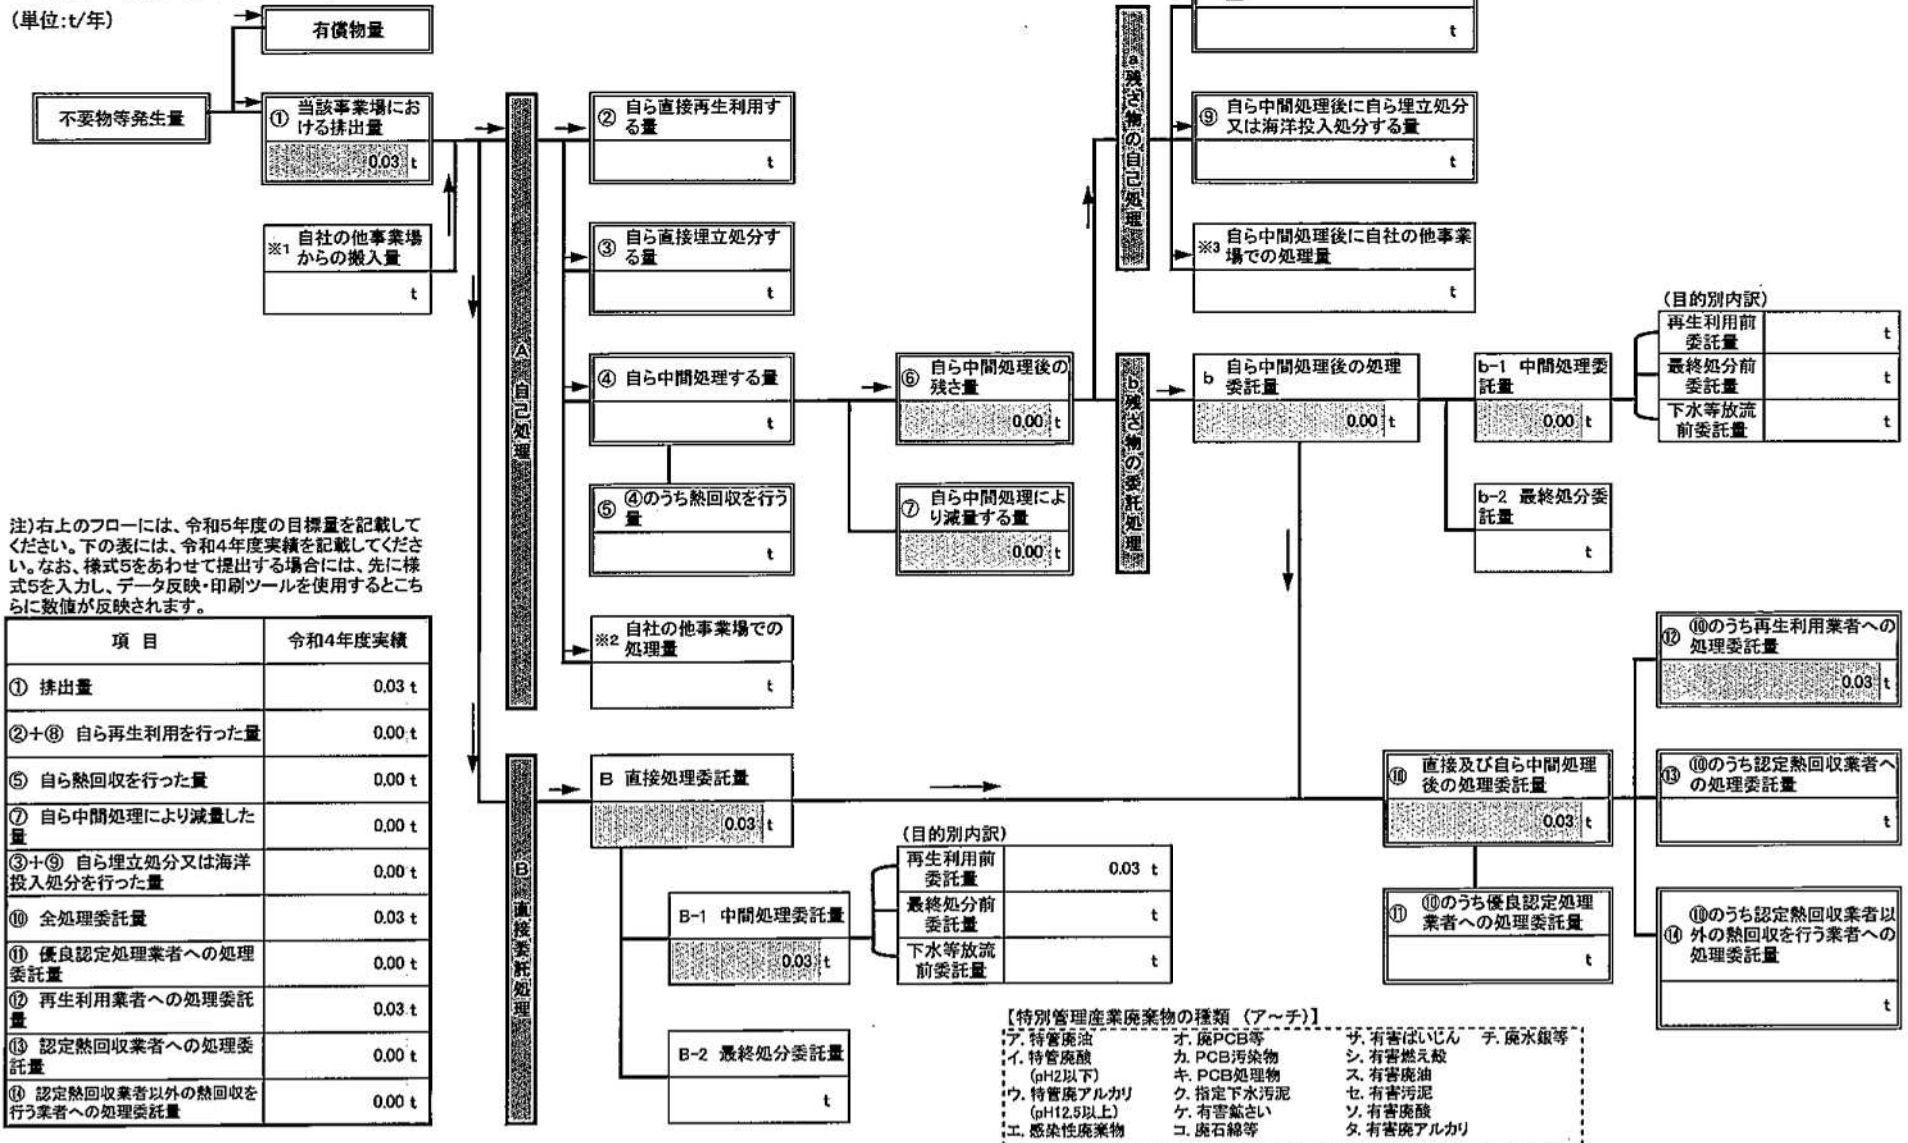 (単位:t/年)
有償物量
不要物等発生量
① 当該事業場にお
ける排出量
0.03 t
※1 自社の他事業場
からの搬入量
t
A 自己処理
② 自ら直接再生利用す
る量
t
③ 自ら直接埋立処分す
る量
t
④ 自ら中間処理する量
t
⑤ ④のうち熱回収を行う
量
t
※2 自社の他事業場での
処理量
t
⑥ 自ら中間処理後の
残さ量
0.00 t
⑦ 自ら中間処理によ
り減量する量
0.00 t
a 残さ物の自己処理
t
⑨ 自ら中間処理後に自ら埋立処分
又は海洋投入処分する量
t
※3 自ら中間処理後に自社の他事業
場での処理量
t
b 残さ物の委託処理
b 自ら中間処理後の処理
委託量
0.00 t
b-1 中間処理委
託量
0.00 t
(目的別内訳)
再生利用前
委託量
t
最終処分前
委託量
t
下水等放流
前委託量
t
b-2 最終処分委
託量
t
注)右上のフローには、令和5年度の目標量を記載して
ください。下の表には、令和4年度実績を記載してくださ
い。なお、様式5をあわせて提出する場合には、先に様
式5を入力し、データ反映・印刷ツールを使用するとこち
らに数値が反映されます。
項 目 令和4年度実績
① 排出量 0.03 t
②+⑧ 自ら再生利用を行った量 0.00 t
⑤ 自ら熱回収を行った量 0.00 t
⑦ 自ら中間処理により減量した
量 0.00 t
③+⑨ 自ら埋立処分又は海洋
投入処分を行った量 0.00 t
⑩ 全処理委託量 0.03 t
⑪ 優良認定処理業者への処理
委託量 0.00 t
⑫ 再生利用業者への処理委託
量 0.03 t
⑬ 認定熱回収業者への処理委
託量 0.00 t
⑭ 認定熱回収業者以外の熱回収を
行う業者への処理委託量 0.00 t
B 直接委託処理
B 直接処理委託量
0.03 t
B-1 中間処理委託量
0.03 t
(目的別内訳)
再生利用前
委託量 0.03 t
最終処分前
委託量 t
下水等放流
前委託量 t
B-2 最終処分委託量
t
⑩ 直接及び自ら中間処理
後の処理委託量
0.03 t
⑪ ⑩のうち優良認定処理
業者への処理委託量
t
⑫ ⑩のうち再生利用業者への
処理委託量
0.03 t
⑬ ⑩のうち認定熱回収業者へ
の処理委託量
t
⑭ ⑩のうち認定熱回収業者以
外の熱回収を行う業者への
処理委託量
t
【特別管理産業廃棄物の種類 (ア~チ)】
ア. 特管廃油 オ. 廃PCB等 サ. 有害ばいじん チ. 廃水銀等
イ. 特管廃酸 カ. PCB汚染物 シ. 有害燃え殻
(pH2以下) キ. PCB処理物 ス. 有害廃油
ウ. 特管廃アルカリ ク. 指定下水汚泥 セ. 有害汚泥
(pH12.5以上) ケ. 有害鉱さい ソ. 有害廃酸
エ. 感染性廃棄物 コ. 廃石綿等 タ. 有害廃アルカリ